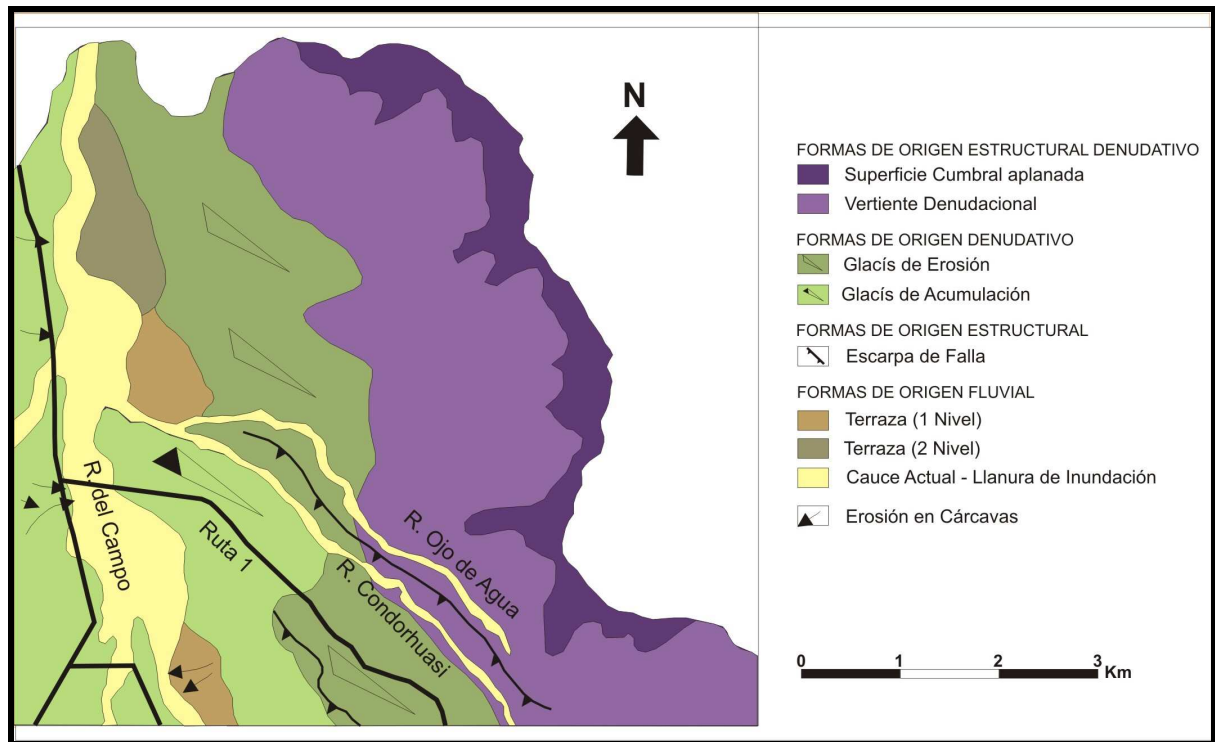 N
R. del Campo
Ruta 1
R. Condorhuasi
R. Ojo de Agua
FORMAS DE ORIGEN ESTRUCTURAL DENUDATIVO
Superficie Cumbral aplanada
Vertiente Denudacional
FORMAS DE ORIGEN DENUDATIVO
Glacís de Erosión
Glacís de Acumulación
FORMAS DE ORIGEN ESTRUCTURAL
Escarpa de Falla
FORMAS DE ORIGEN FLUVIAL
Terraza (1 Nivel)
Terraza (2 Nivel)
Cauce Actual - Llanura de Inundación
Erosión en Cárcavas
0 1 2 3 Km